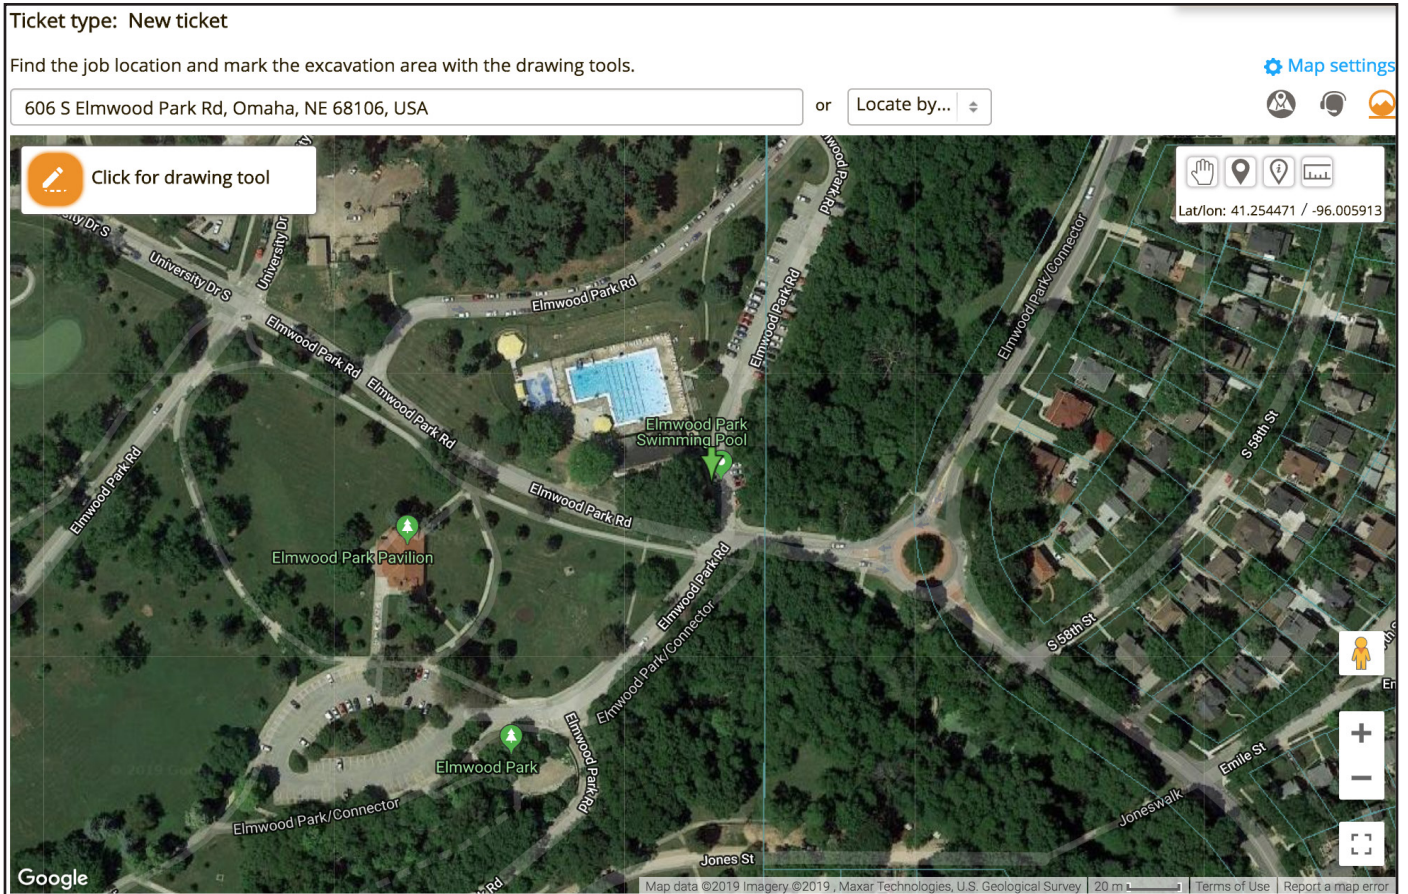 Ticket type: New ticket
Find the job location and mark the excavation area with the drawing tools.
Map settings
606 S Elmwood Park Rd, Omaha, NE 68106, USA
or
Locate by...
Click for drawing tool
Lat/lon: 41.254471 / -96.005913
University Dr S
University Dr
Elmwood Park Rd
Elmwood Park Rd
Elmwood Park Rd
Elmwood Park Rd
Elmwood Park/Connector
Elmwood Park Rd
Elmwood Park
Swimming Pool
S 58th St
Elmwood Park Rd
Elmwood Park Rd
Elmwood Park Pavilion
Elmwood Park Rd
Elmwood Park/Connector
S 58th St
Elmwood Park
Elmwood Park Rd
Emile St
Elmwood Park/Connector
Joneswalk
Jones St
Google
Map data ©2019 Imagery ©2019 , Maxar Technologies, U.S. Geological Survey
20 m
Terms of Use
Report a map error